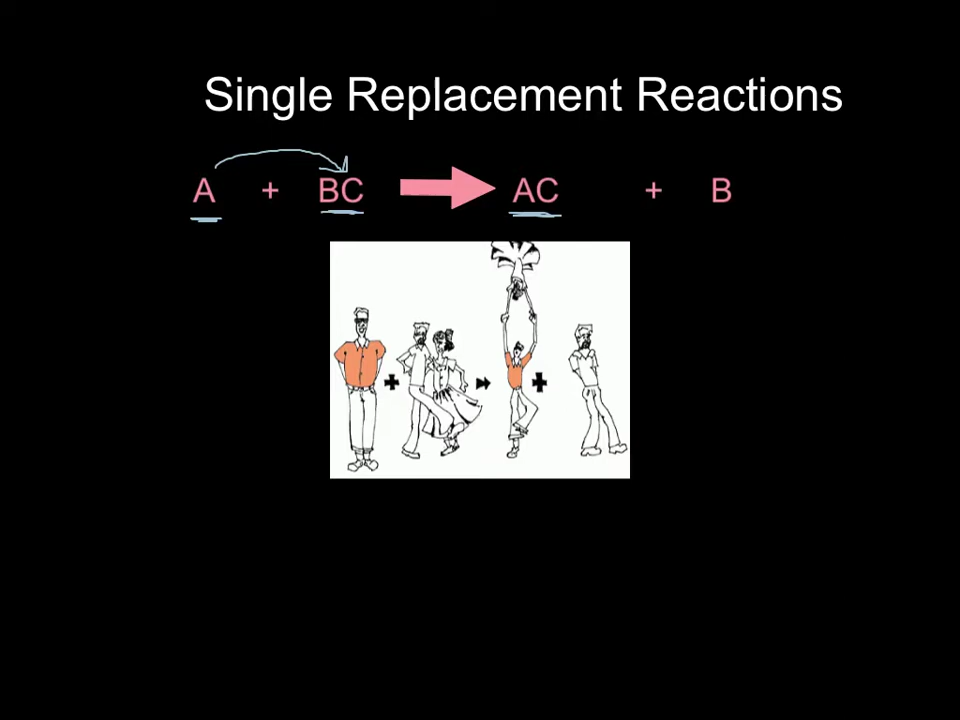 Single Replacement Reactions
A + BC AC + B